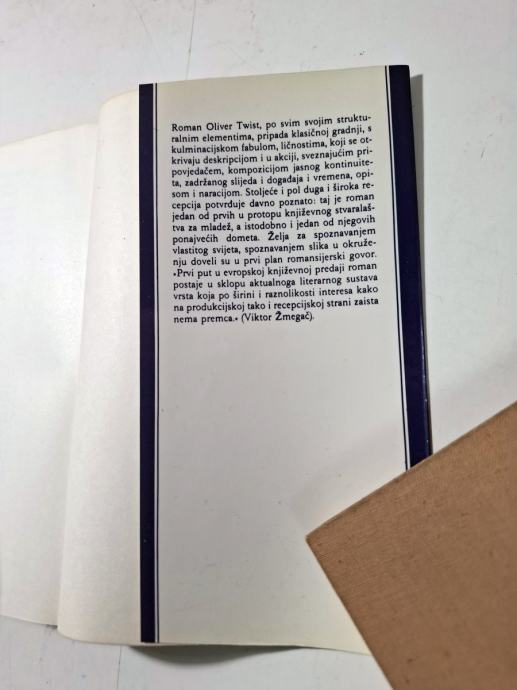 Roman Oliver Twist, po svim svojim struktu-
ralnim elementima, pripada klasičnoj gradnji, s
kulminacijskom fabulom, ličnostima, koji se ot-
krivaju deskripcijom i u akciji, sveznajućim pri-
povjedačem, kompozicijom jasnog kontinuite-
ta, zadržanog slijeda i događaja i vremena, opi-
som i naracijom. Stoljeće i pol duga i široka re-
cepcija potvrđuje davno poznato: taj je roman
jedan od prvih u protopu književnog stvaralaš-
tva za mladež, a istodobno i jedan od njegovih
ponajvećih dometa. Želja za spoznavanjem
vlastitog svijeta, spoznavanjem slika u okruže-
nju doveli su u prvi plan romansijerski govor.
»Prvi put u evropskoj književnoj predaji roman
postaje u sklopu aktualnoga literarnog sustava
vrsta koja po širini i raznolikosti interesa kako
na produkcijskoj tako i recepcijskoj strani zaista
nema premca.« (Viktor Žmegač).